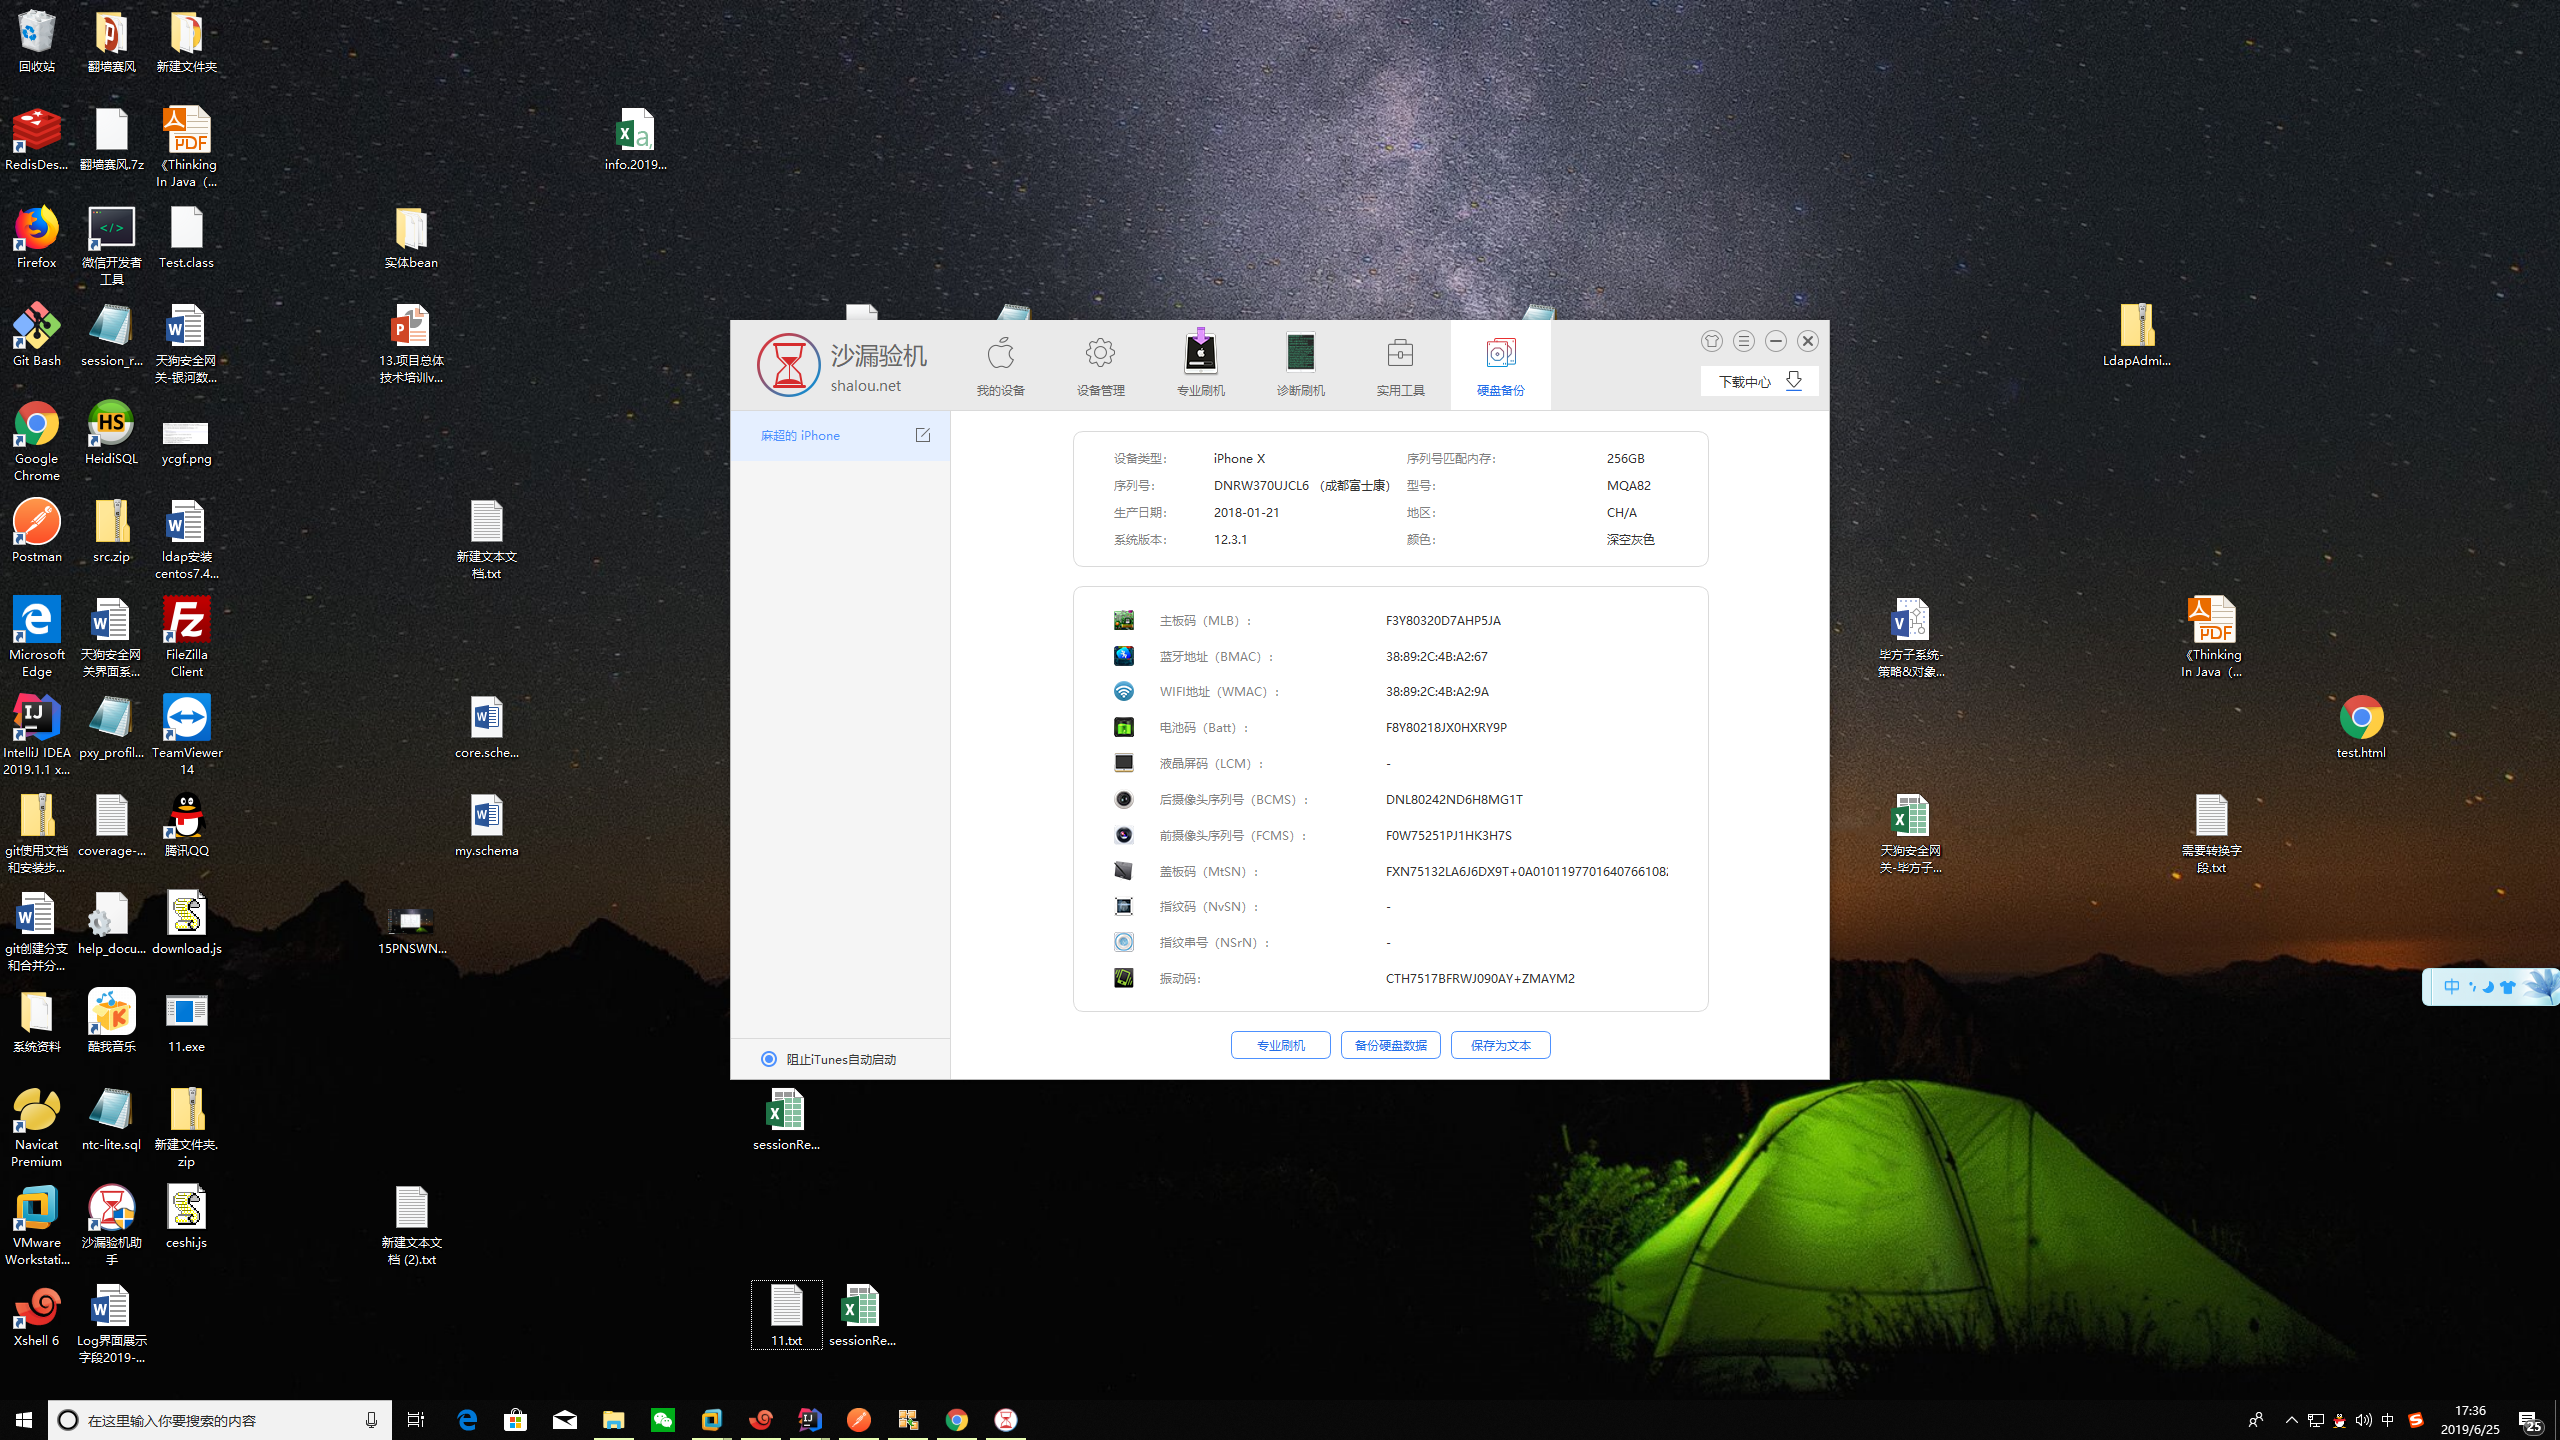 回收站
翻墙赛风
新建文件夹
RedisDes...
翻墙赛风.7z
《Thinking
In Java（...
info.2019...
Firefox
微信开发者
工具
Test.class
实体bean
Git Bash
session_r...
天狗安全网
关-银河数...
13.项目总体
技术培训v...
LdapAdmi...
Google
Chrome
HeidiSQL
ycgf.png
Postman
src.zip
ldap安装
centos7.4...
新建文本文
档.txt
Microsoft
Edge
天狗安全网
关界面系...
FileZilla
Client
毕方子系统-
策略&对象...
《Thinking
In Java（...
IntelliJ IDEA
2019.1.1 x...
pxy_profil...
TeamViewer
14
core.sche...
test.html
git使用文档
和安装步...
coverage-...
腾讯QQ
my.schema
天狗安全网
关-毕方子...
需要转换字
段.txt
git创建分支
和合并分...
help_docu...
download.js
15PNSWN...
系统资料
酷我音乐
11.exe
Navicat
Premium
ntc-lite.sql
新建文件夹.
zip
sessionRe...
VMware
Workstati...
沙漏验机助
手
ceshi.js
新建文本文
档 (2).txt
Xshell 6
Log界面展示
字段2019-...
11.txt
sessionRe...
沙漏验机
shalou.net
我的设备
设备管理
专业刷机
诊断刷机
实用工具
硬盘备份
下载中心
麻超的 iPhone
设备类型： iPhone X 序列号匹配内存： 256GB
序列号： DNRW370UJCL6 （成都富士康） 型号： MQA82
生产日期： 2018-01-21 地区： CH/A
系统版本： 12.3.1 颜色： 深空灰色
主板码（MLB）： F3Y80320D7AHP5JA
蓝牙地址（BMAC）： 38:89:2C:4B:A2:67
WIFI地址（WMAC）： 38:89:2C:4B:A2:9A
电池码（Batt）： F8Y80218JX0HXRY9P
液晶屏码（LCM）： -
后摄像头序列号（BCMS）： DNL80242ND6H8MG1T
前摄像头序列号（FCMS）： F0W75251PJ1HK3H7S
盖板码（MtSN）： FXN75132LA6J6DX9T+0A0101197701640766108
指纹码（NvSN）： -
指纹串号（NSrN）： -
振动码： CTH7517BFRWJ090AY+ZMAYM2
专业刷机
备份硬盘数据
保存为文本
阻止iTunes自动启动
中
在这里输入你要搜索的内容
中
17:36
2019/6/25
25